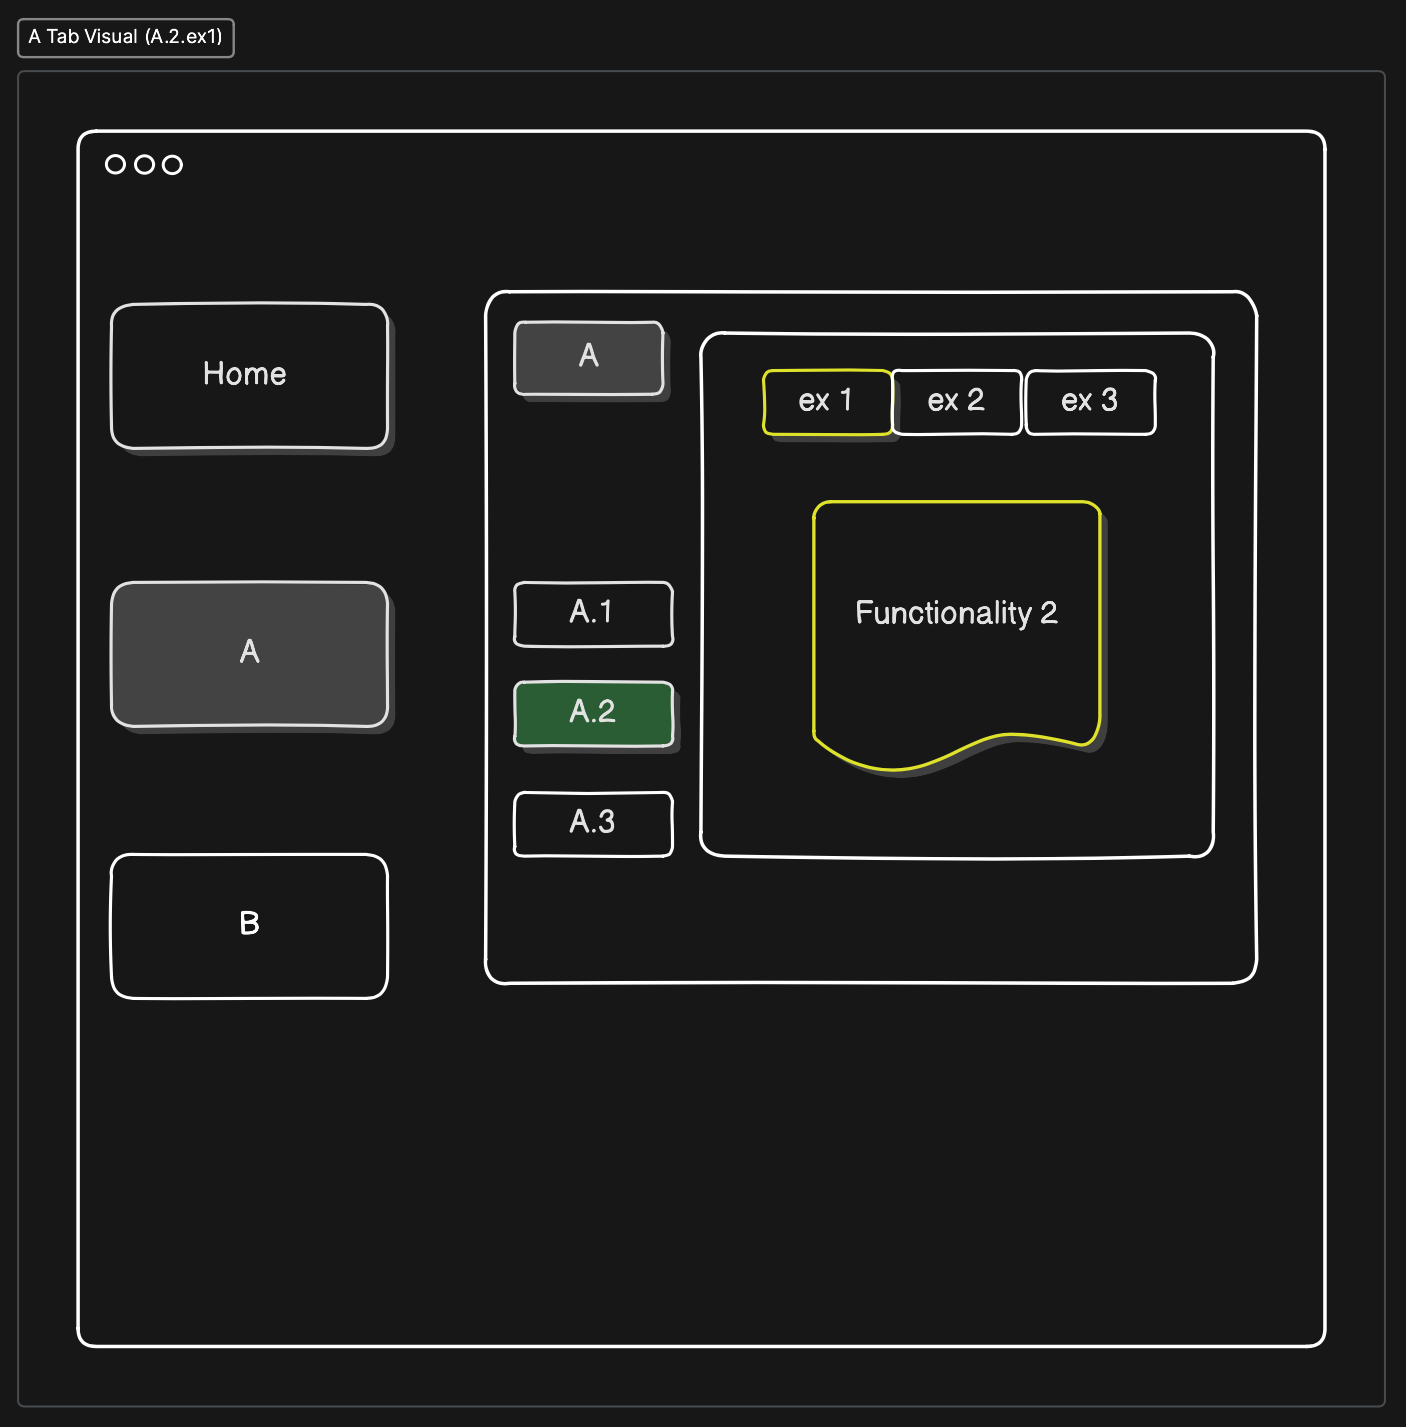 A Tab Visual (A.2.ex1)
Home
A
B
A
A.1
A.2
A.3
ex 1
ex 2
ex 3
Functionality 2